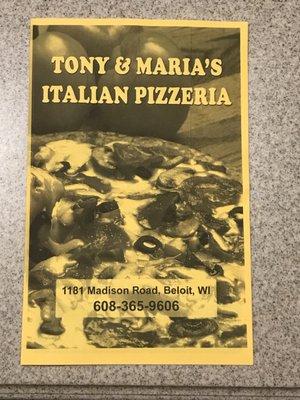 TONY & MARIA'S
ITALIAN PIZZERIA
1181 Madison Road, Beloit, WI
608-365-9606